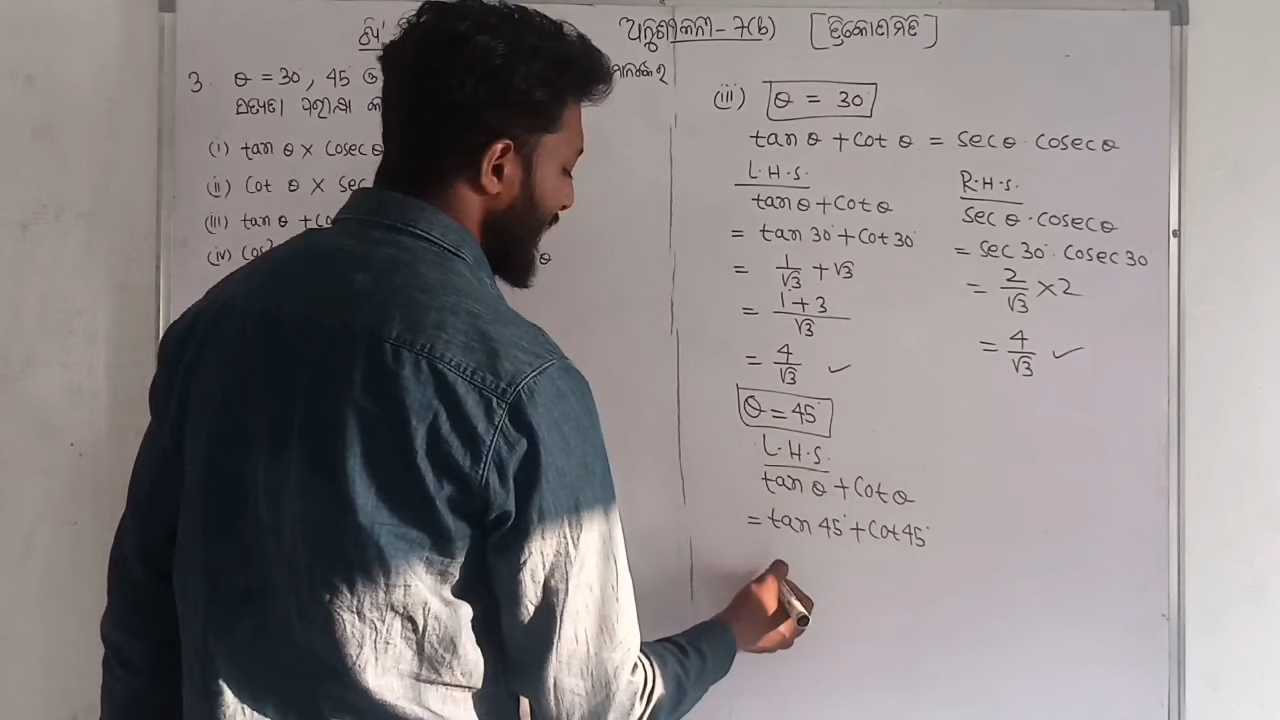 ଅନୁଶୀଳନୀ - 7(b) [ତ୍ରିକୋଣମିତି]
3. θ = 30°, 45°
(i) tan θ × cosec θ
(ii) cot θ × sec
(iii) tan θ +
(iv) cos²
θ
(iii) θ = 30
tan θ + cot θ = sec θ · cosec θ
L.H.S.
tan θ + cot θ
= tan 30° + cot 30°
= 1/√3 + √3
= 1+3/√3
= 4/√3 ✓
R.H.S.
sec θ · cosec θ
= sec 30° · cosec 30°
= 2/√3 × 2
= 4/√3 ✓
θ = 45°
L.H.S.
tan θ + cot θ
= tan 45° + cot 45°